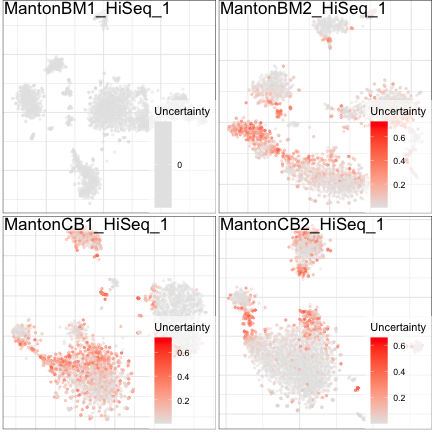 MantonBM1_HiSeq_1
Uncertainty
0
MantonBM2_HiSeq_1
Uncertainty
0.6
0.4
0.2
MantonCB1_HiSeq_1
Uncertainty
0.6
0.4
0.2
MantonCB2_HiSeq_1
Uncertainty
0.6
0.4
0.2